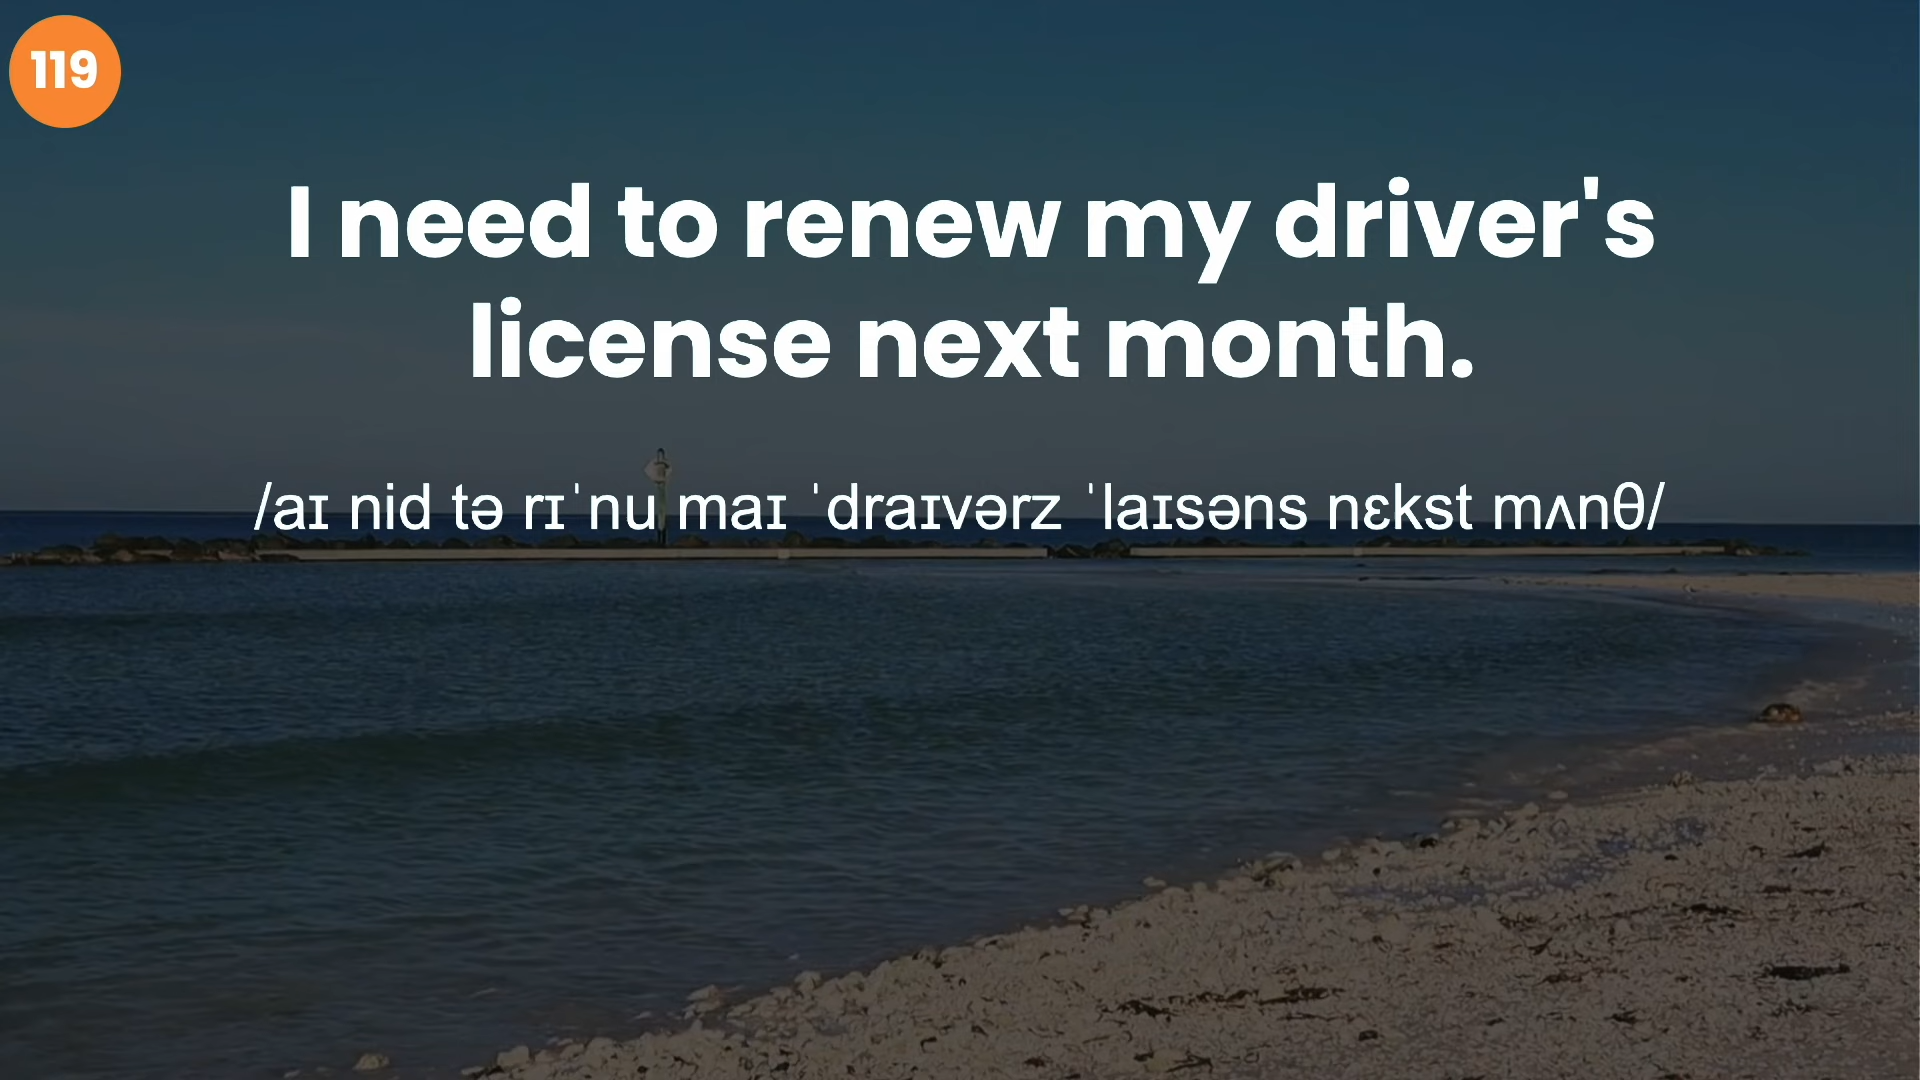 119
I need to renew my driver's
license next month.
/aɪ nid tə rɪˈnu maɪ ˈdraɪvərz ˈlaɪsəns nɛkst mʌnθ/